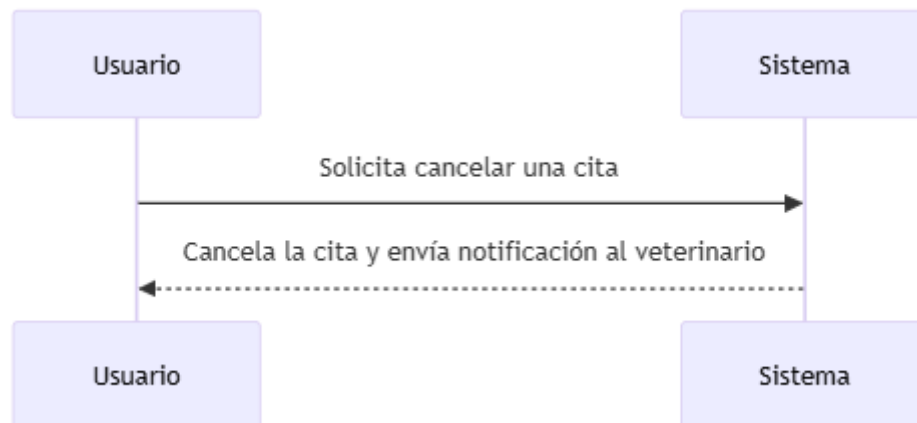 Usuario
Sistema
Solicita cancelar una cita
Cancela la cita y envía notificación al veterinario
Usuario
Sistema